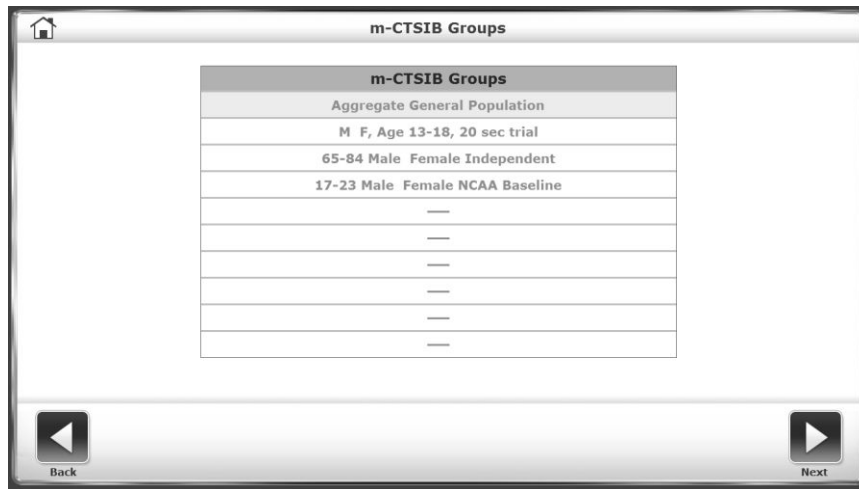 m-CTSIB Groups
m-CTSIB Groups
Aggregate General Population
M F, Age 13-18, 20 sec trial
65-84 Male Female Independent
17-23 Male Female NCAA Baseline
—
—
—
—
—
—
Back
Next